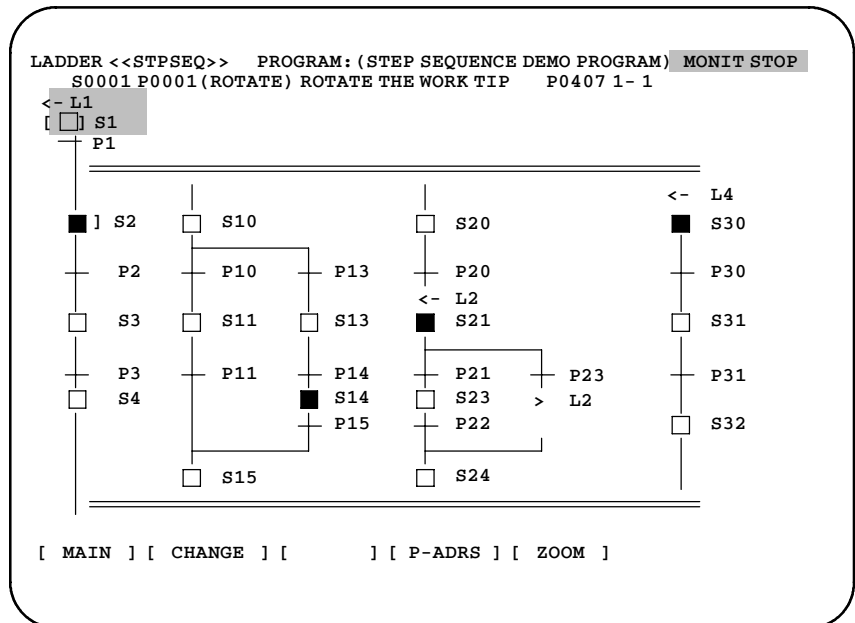 LADDER <<STPSEQ>> PROGRAM: (STEP SEQUENCE DEMO PROGRAM) MONIT STOP
S0001 P0001(ROTATE) ROTATE THE WORK TIP P0407 1- 1
<- L1
[ ] S1
P1
<- L4
] S2 S10 S20 S30
P2 P10 P13 P20 P30
<- L2
S3 S11 S13 S21 S31
P3 P11 P14 P21 P23 P31
S4 S14 S23 > L2
P15 P22 S32
S15 S24
[ MAIN ] [ CHANGE ] [ ] [ P-ADRS ] [ ZOOM ]